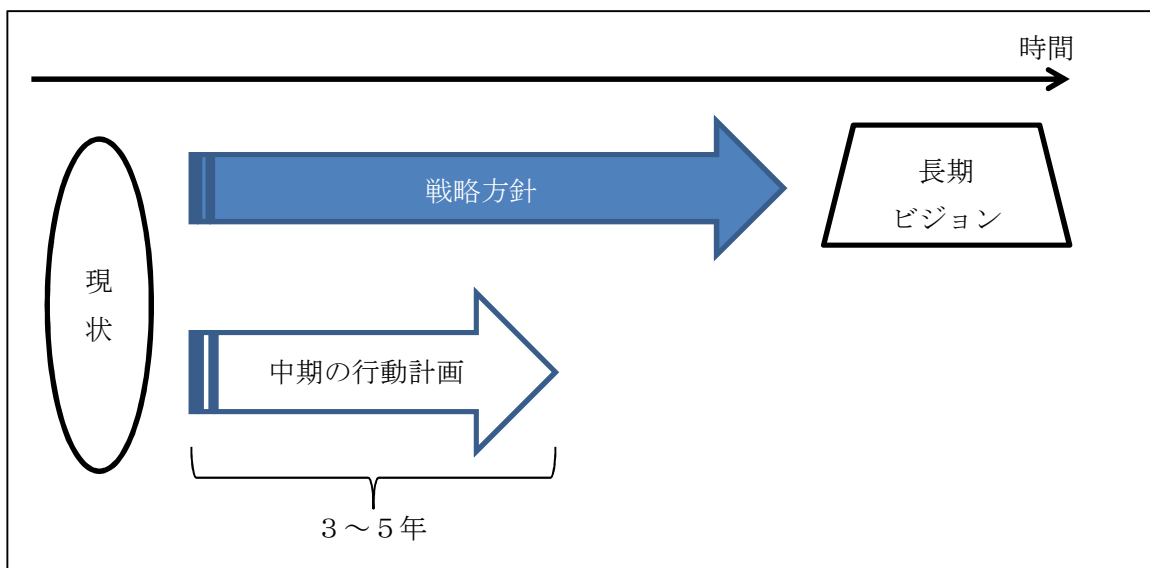 時間
戦略方針
長期
ビジョン
現
状
中期の行動計画
３～５年